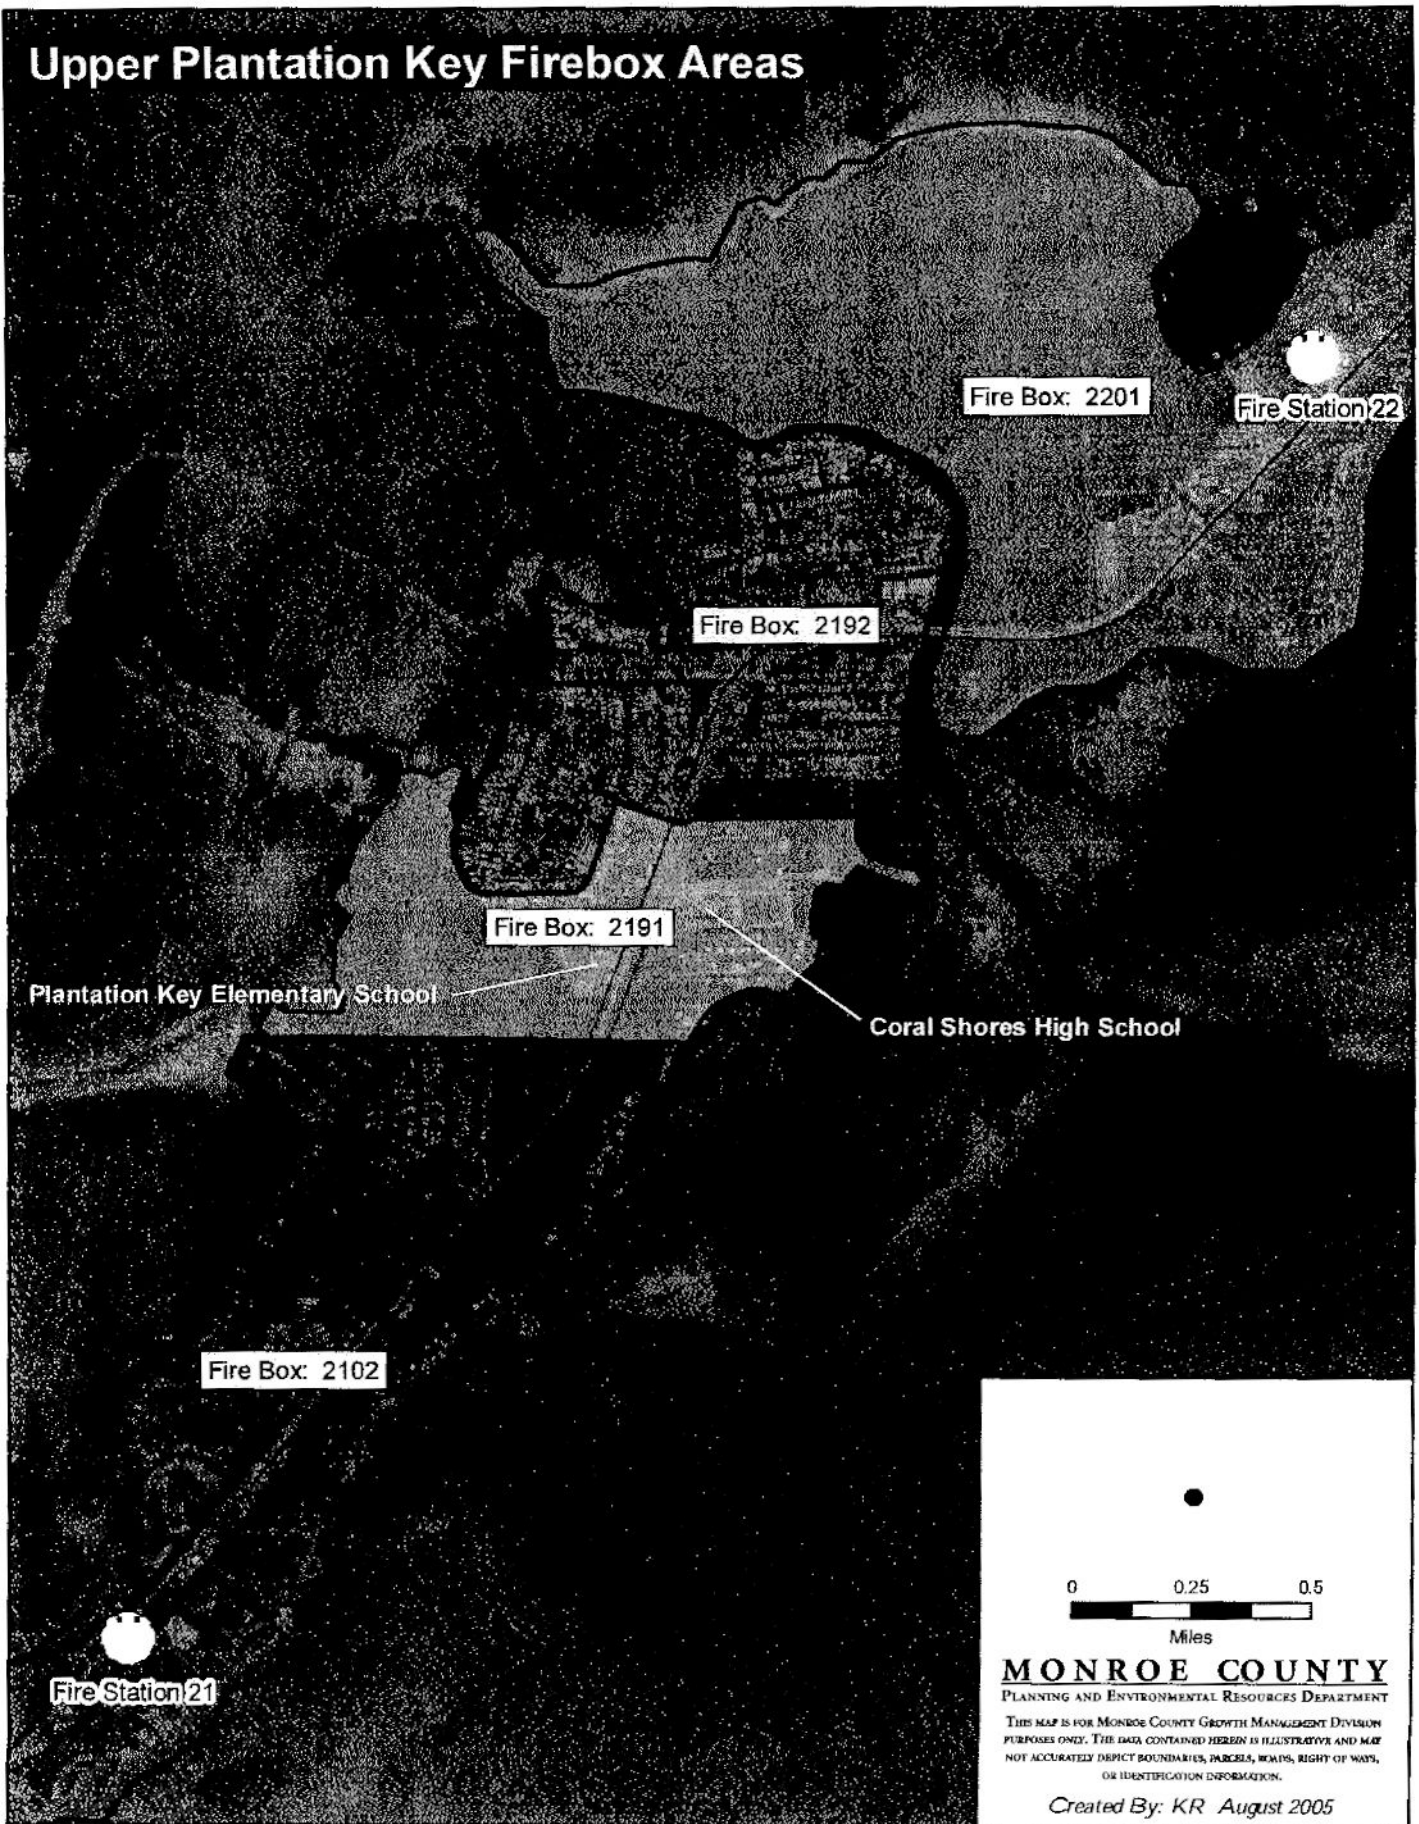 Upper Plantation Key Firebox Areas
Fire Box: 2201
Fire Station 22
Fire Box: 2192
Fire Box: 2191
Plantation Key Elementary School
Coral Shores High School
Fire Box: 2102
Fire Station 21
0 0.25 0.5
Miles
MONROE COUNTY
PLANNING AND ENVIRONMENTAL RESOURCES DEPARTMENT
THIS MAP IS FOR MONROE COUNTY GROWTH MANAGEMENT DIVISION
PURPOSES ONLY. THE DATA CONTAINED HEREIN IS ILLUSTRATIVE AND MAY
NOT ACCURATELY DEPICT BOUNDARIES, PARCELS, ROADS, RIGHT OF WAYS,
OR IDENTIFICATION INFORMATION.
Created By: KR August 2005